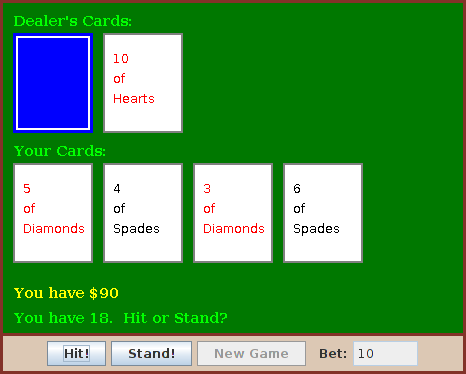 Dealer's Cards:
10
of
Hearts
Your Cards:
5
of
Diamonds
4
of
Spades
3
of
Diamonds
6
of
Spades
You have $90
You have 18.  Hit or Stand?
Hit! Stand! New Game Bet: 10